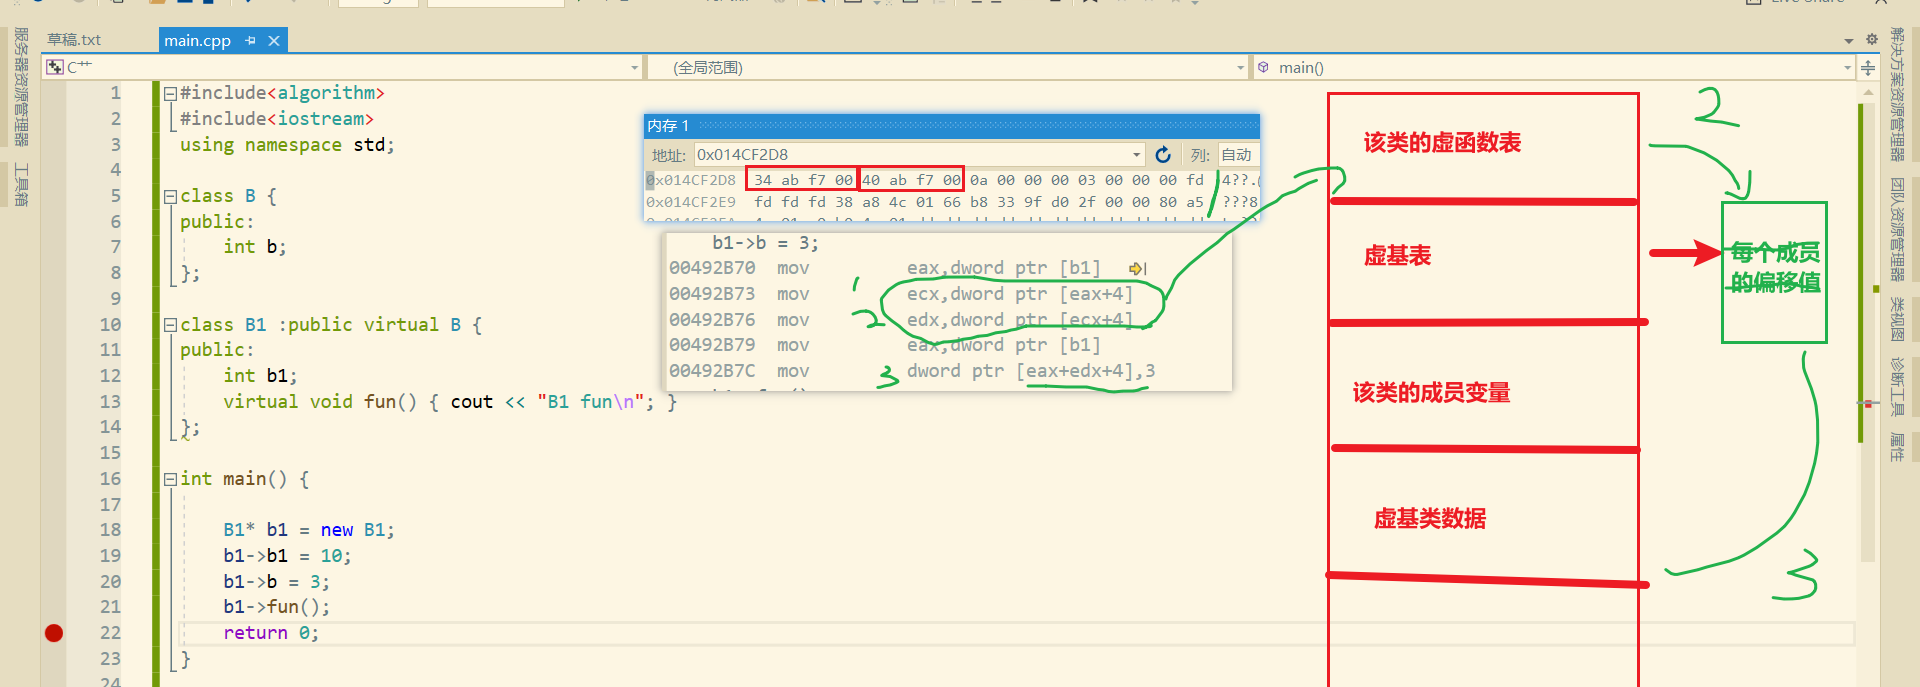 Live Share
草稿.txt
main.cpp
C++
(全局范围)
main()
服务器资源管理器
工具箱
解决方案资源管理器
团队资源管理器
类视图
诊断工具
属性
1 #include<algorithm>
2 #include<iostream>
3 using namespace std;
4
5 class B {
6 public:
7 int b;
8 };
9
10 class B1 :public virtual B {
11 public:
12 int b1;
13 virtual void fun() { cout << "B1 fun\n"; }
14 };
15
16 int main() {
17
18 B1* b1 = new B1;
19 b1->b1 = 10;
20 b1->b = 3;
21 b1->fun();
22 return 0;
23 }
24
内存 1
地址: 0x014CF2D8 列: 自动
0x014CF2D8 34 ab f7 00 40 ab f7 00 0a 00 00 00 03 00 00 00 fd 4??.
0x014CF2E9 fd fd fd 38 a8 4c 01 66 b8 33 9f d0 2f 00 00 80 a5 ???8
b1->b = 3;
00492B70 mov eax,dword ptr [b1]
00492B73 mov ecx,dword ptr [eax+4]
00492B76 mov edx,dword ptr [ecx+4]
00492B79 mov eax,dword ptr [b1]
00492B7C mov dword ptr [eax+edx+4],3
1
2
3
该类的虚函数表
虚基表
该类的成员变量
虚基类数据
2
每个成员
的偏移值
3